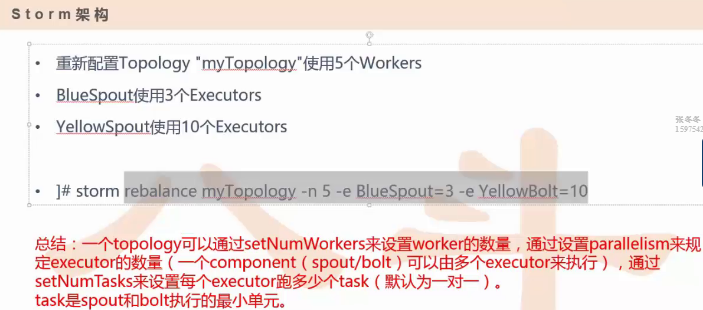 Storm架构
• 重新配置Topology "myTopology"使用5个Workers
• BlueSpout使用3个Executors
• YellowSpout使用10个Executors
张冬冬
• ]# storm rebalance myTopology -n 5 -e BlueSpout=3 -e YellowBolt=10
总结：一个topology可以通过setNumWorkers来设置worker的数量，通过设置parallelism来规
定executor的数量（一个component（spout/bolt）可以由多个executor来执行），通过
setNumTasks来设置每个executor跑多少个task（默认为一对一）。
task是spout和bolt执行的最小单元。